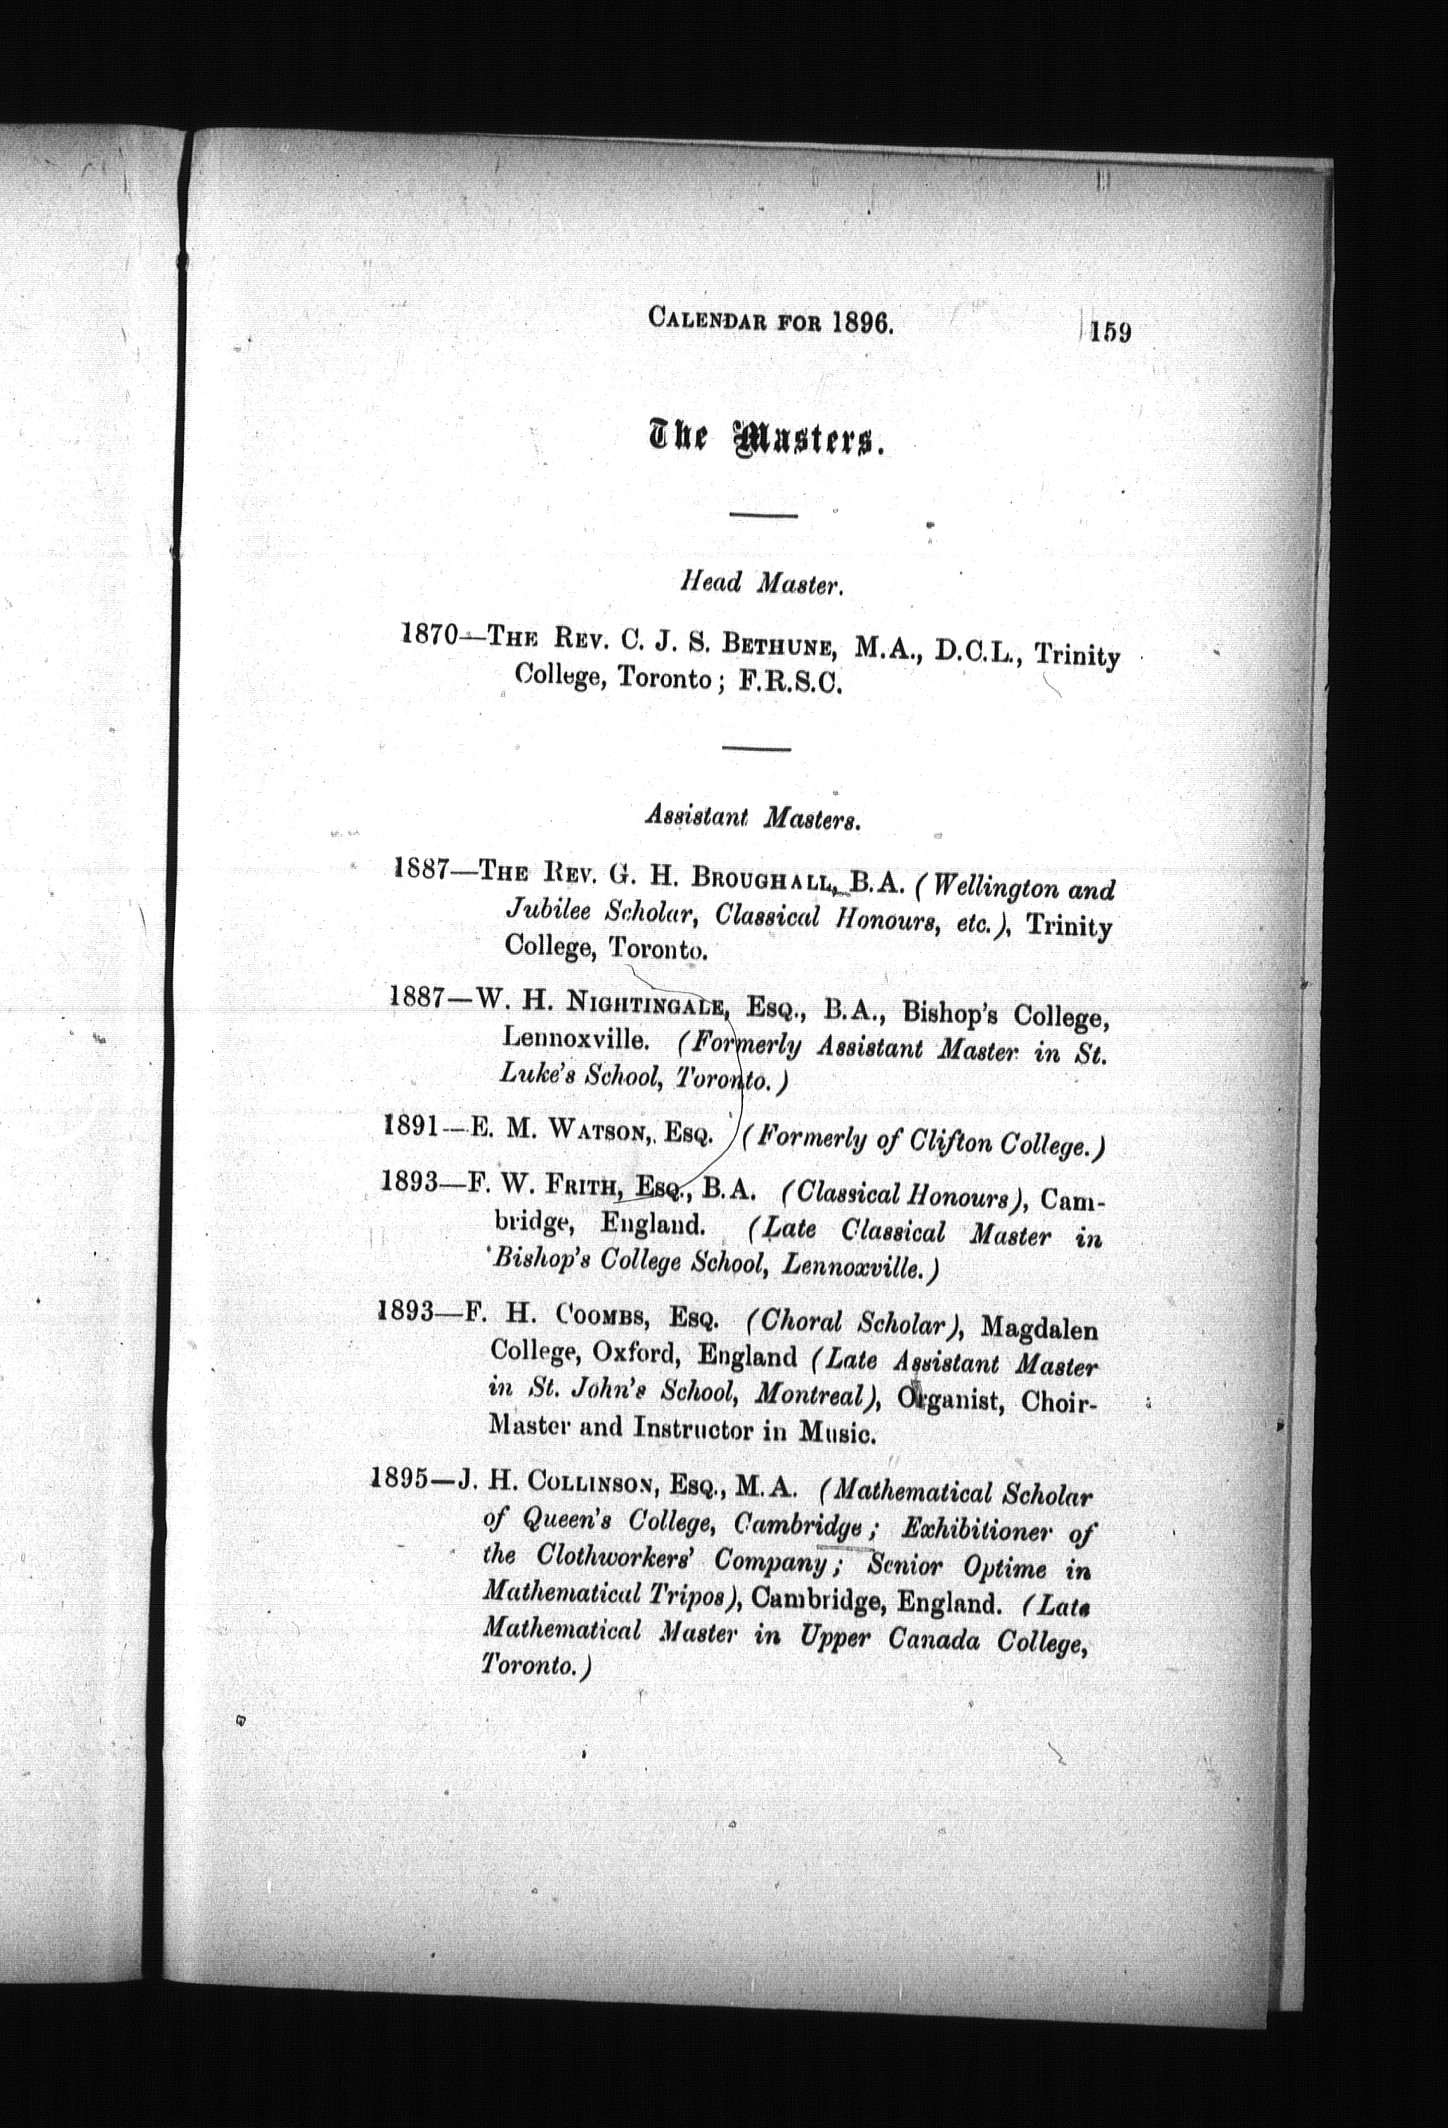 CALENDAR FOR 1896. 159
The Masters.
Head Master.
1870—THE REV. C. J. S. BETHUNE, M.A., D.C.L., Trinity
College, Toronto; F.R.S.C.
Assistant Masters.
1887—THE REV. G. H. BROUGHALL, B.A. (Wellington and
Jubilee Scholar, Classical Honours, etc.), Trinity
College, Toronto.
1887—W. H. NIGHTINGALE, ESQ., B.A., Bishop's College,
Lennoxville. (Formerly Assistant Master in St.
Luke's School, Toronto.)
1891—E. M. WATSON, ESQ. (Formerly of Clifton College.)
1893—F. W. FRITH, ESQ., B.A. (Classical Honours), Cam-
bridge, England. (Late Classical Master in
Bishop's College School, Lennoxville.)
1893—F. H. COOMBS, ESQ. (Choral Scholar), Magdalen
College, Oxford, England (Late Assistant Master
in St. John's School, Montreal), Organist, Choir-
Master and Instructor in Music.
1895—J. H. COLLINSON, ESQ., M.A. (Mathematical Scholar
of Queen's College, Cambridge; Exhibitioner of
the Clothworkers' Company; Senior Optime in
Mathematical Tripos), Cambridge, England. (Late
Mathematical Master in Upper Canada College,
Toronto.)